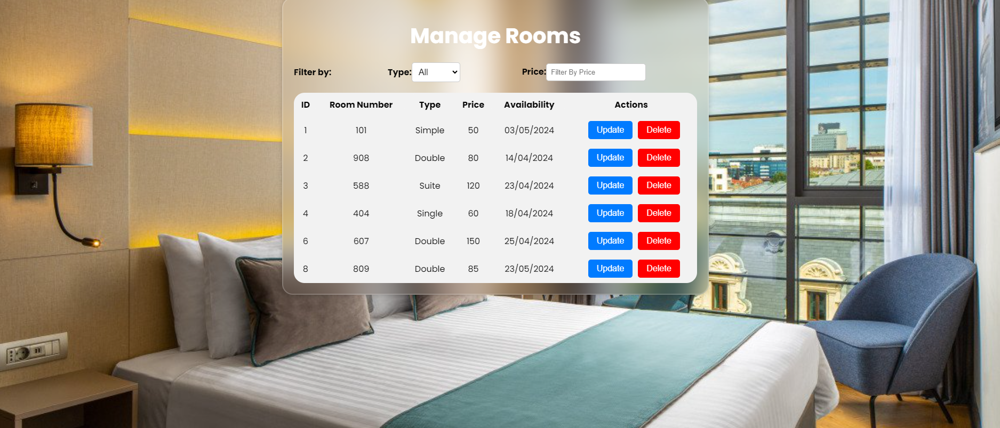 Manage Rooms
Filter by: Type: All Price: Filter By Price
ID Room Number Type Price Availability Actions
1 101 Simple 50 03/05/2024 Update Delete
2 908 Double 80 14/04/2024 Update Delete
3 588 Suite 120 23/04/2024 Update Delete
4 404 Single 60 18/04/2024 Update Delete
6 607 Double 150 25/04/2024 Update Delete
8 809 Double 85 23/05/2024 Update Delete